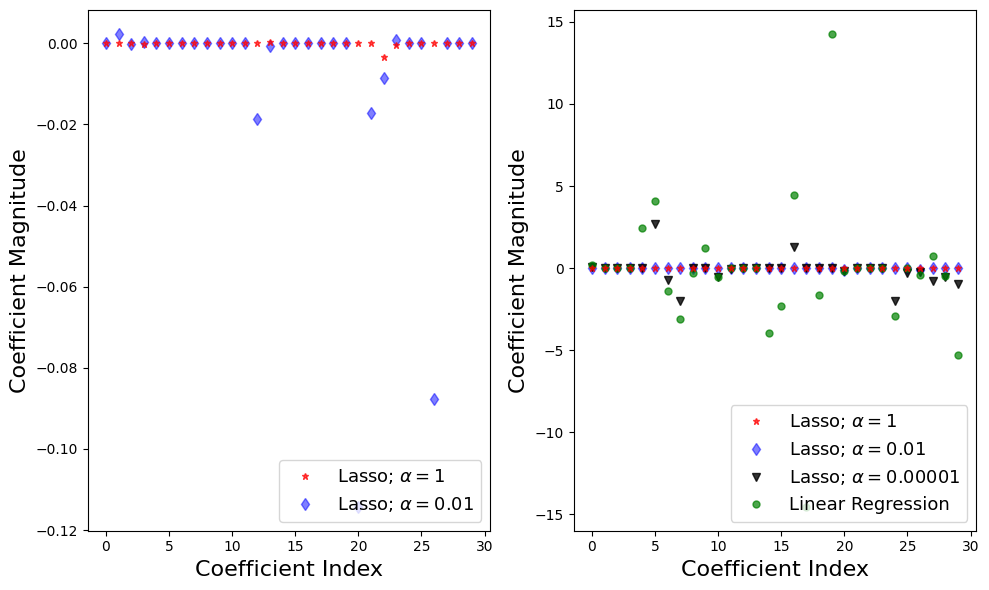 0.00
−0.02
−0.04
−0.06
−0.08
−0.10
−0.12
0 5 10 15 20 25 30
Coefficient Magnitude
Coefficient Index
Lasso; α = 1
Lasso; α = 0.01
15
10
5
0
−5
−10
−15
0 5 10 15 20 25 30
Coefficient Magnitude
Coefficient Index
Lasso; α = 1
Lasso; α = 0.01
Lasso; α = 0.00001
Linear Regression